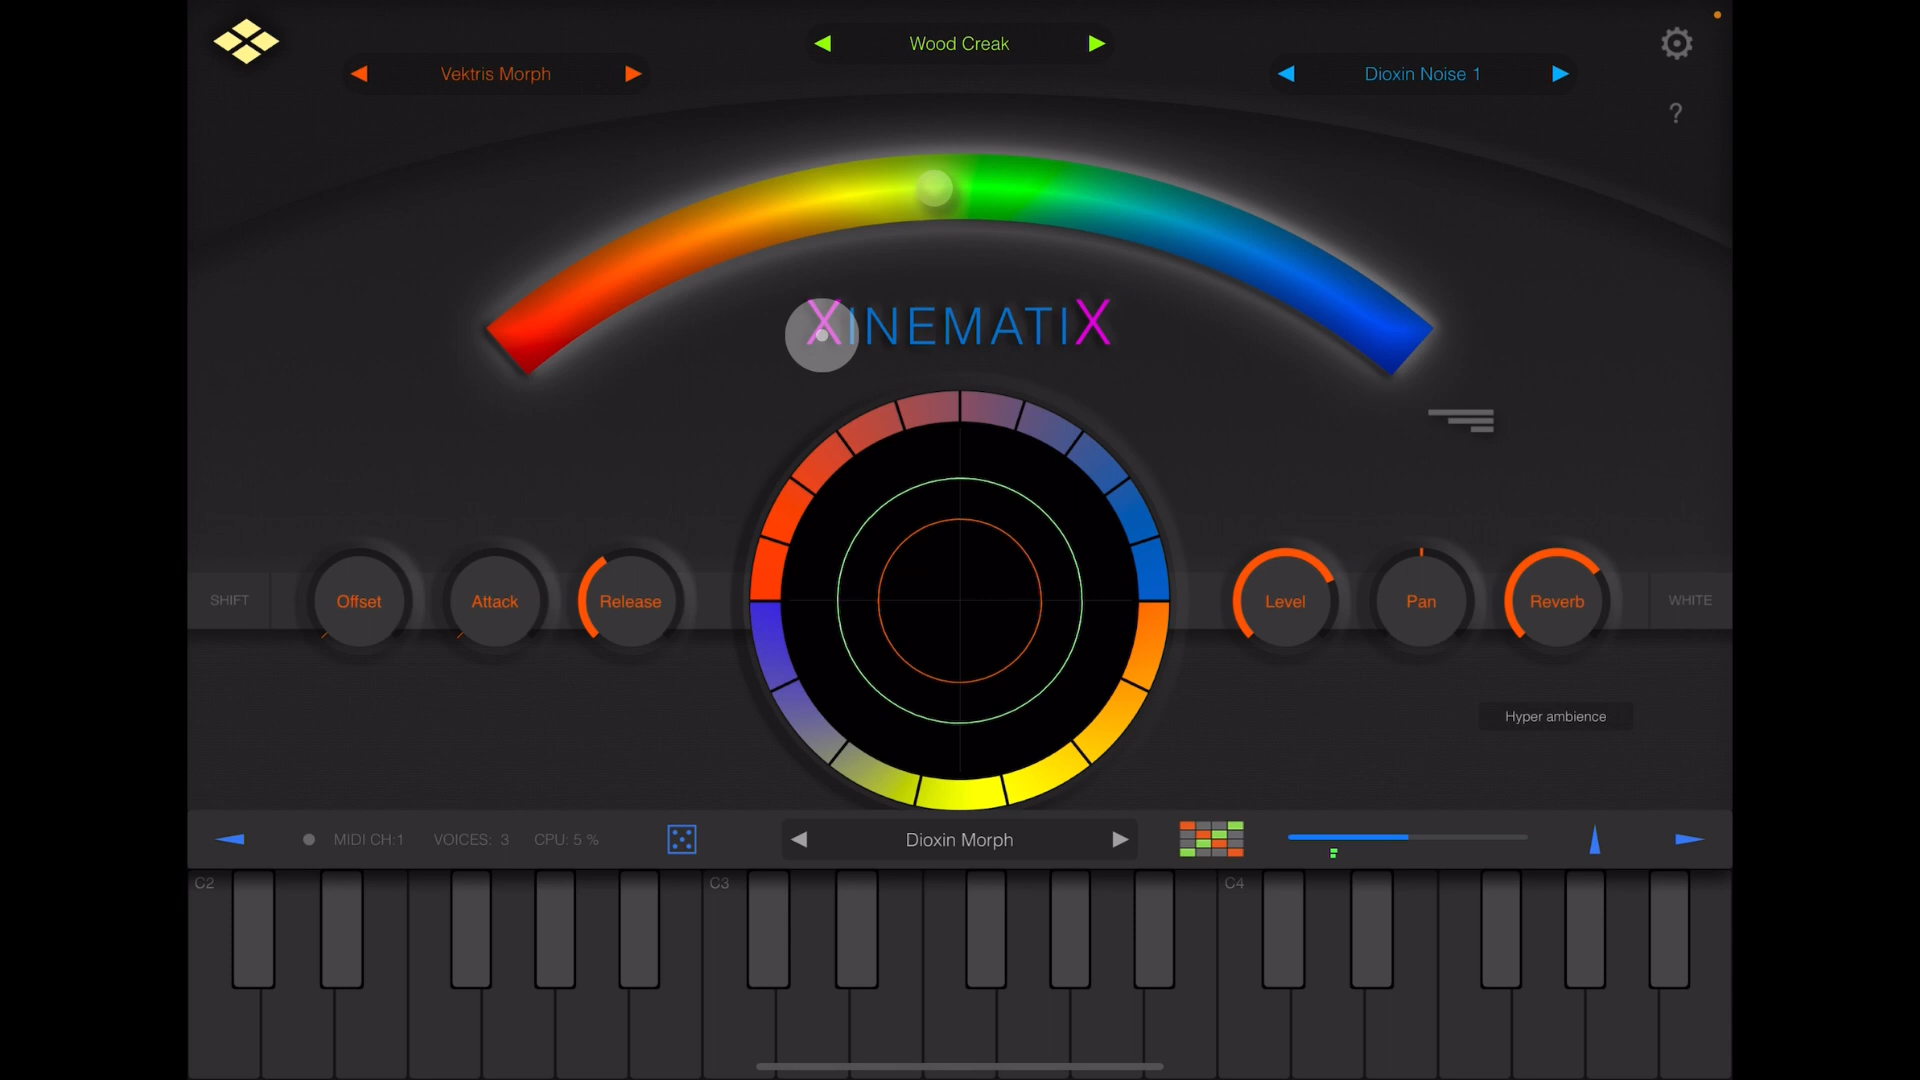 Wood Creak
Vektris Morph
Dioxin Noise 1
?
XINEMATIX
SHIFT
Offset
Attack
Release
Level
Pan
Reverb
WHITE
Hyper ambience
MIDI CH:1
VOICES: 3
CPU: 5 %
Dioxin Morph
C2
C3
C4